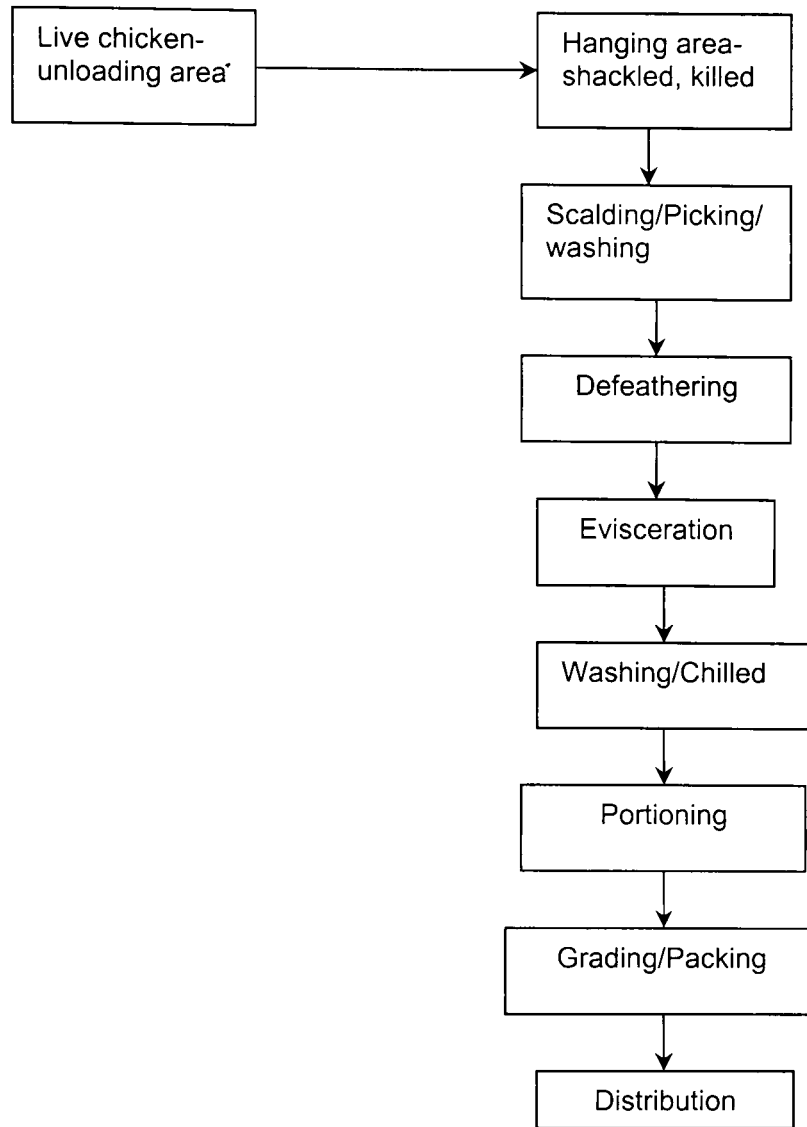 Live chicken-
unloading area
Hanging area-
shackled, killed
Scalding/Picking/
washing
Defeathering
Evisceration
Washing/Chilled
Portioning
Grading/Packing
Distribution